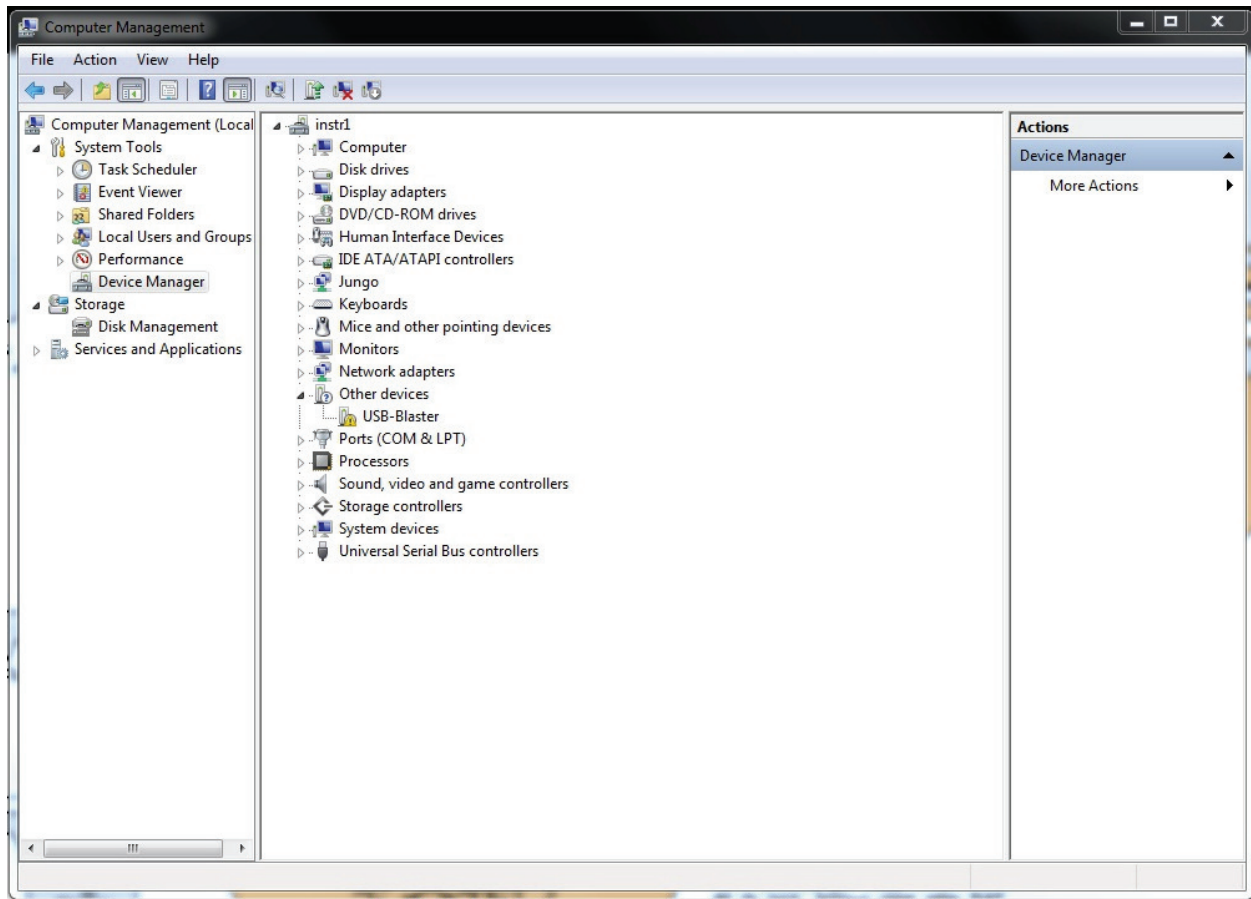 Computer Management
File Action View Help
Computer Management (Local
System Tools
Task Scheduler
Event Viewer
Shared Folders
Local Users and Groups
Performance
Device Manager
Storage
Disk Management
Services and Applications
instr1
Computer
Disk drives
Display adapters
DVD/CD-ROM drives
Human Interface Devices
IDE ATA/ATAPI controllers
Jungo
Keyboards
Mice and other pointing devices
Monitors
Network adapters
Other devices
USB-Blaster
Ports (COM & LPT)
Processors
Sound, video and game controllers
Storage controllers
System devices
Universal Serial Bus controllers
Actions
Device Manager
More Actions